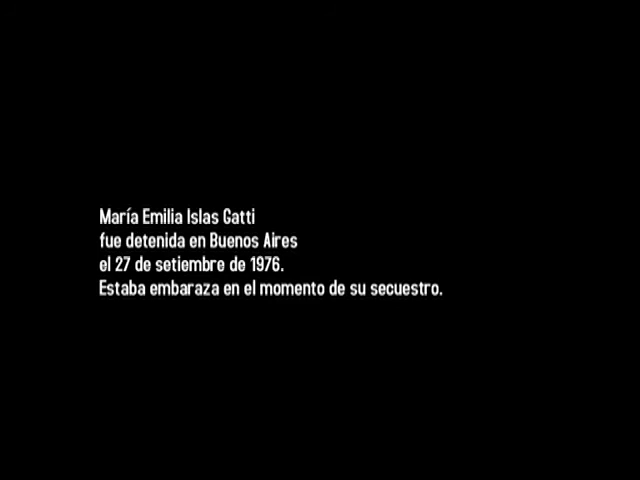 María Emilia Islas Gatti
fue detenida en Buenos Aires
el 27 de setiembre de 1976.
Estaba embaraza en el momento de su secuestro.